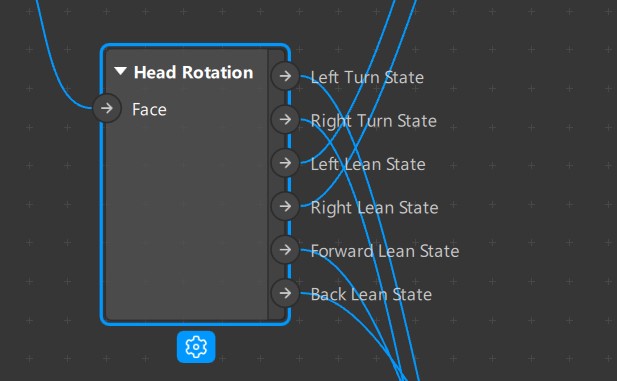 Head Rotation
Face
Left Turn State
Right Turn State
Left Lean State
Right Lean State
Forward Lean State
Back Lean State